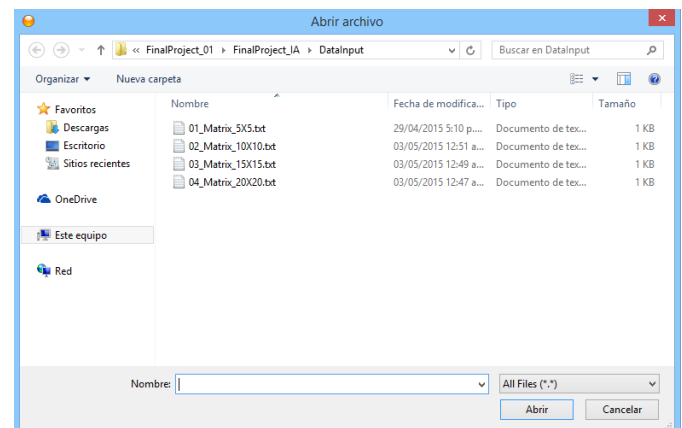 Abrir archivo
« FinalProject_01 FinalProject_IA DataInput
Buscar en DataInput
Organizar Nueva carpeta
Nombre Fecha de modifica... Tipo Tamaño
Favoritos
Descargas
Escritorio
Sitios recientes
OneDrive
Este equipo
Red
01_Matrix_5X5.txt 29/04/2015 5:10 p.... Documento de tex... 1 KB
02_Matrix_10X10.txt 03/05/2015 12:51 a... Documento de tex... 1 KB
03_Matrix_15X15.txt 03/05/2015 12:49 a... Documento de tex... 1 KB
04_Matrix_20X20.txt 03/05/2015 12:47 a... Documento de tex... 1 KB
Nombre:
All Files (*.*)
Abrir Cancelar